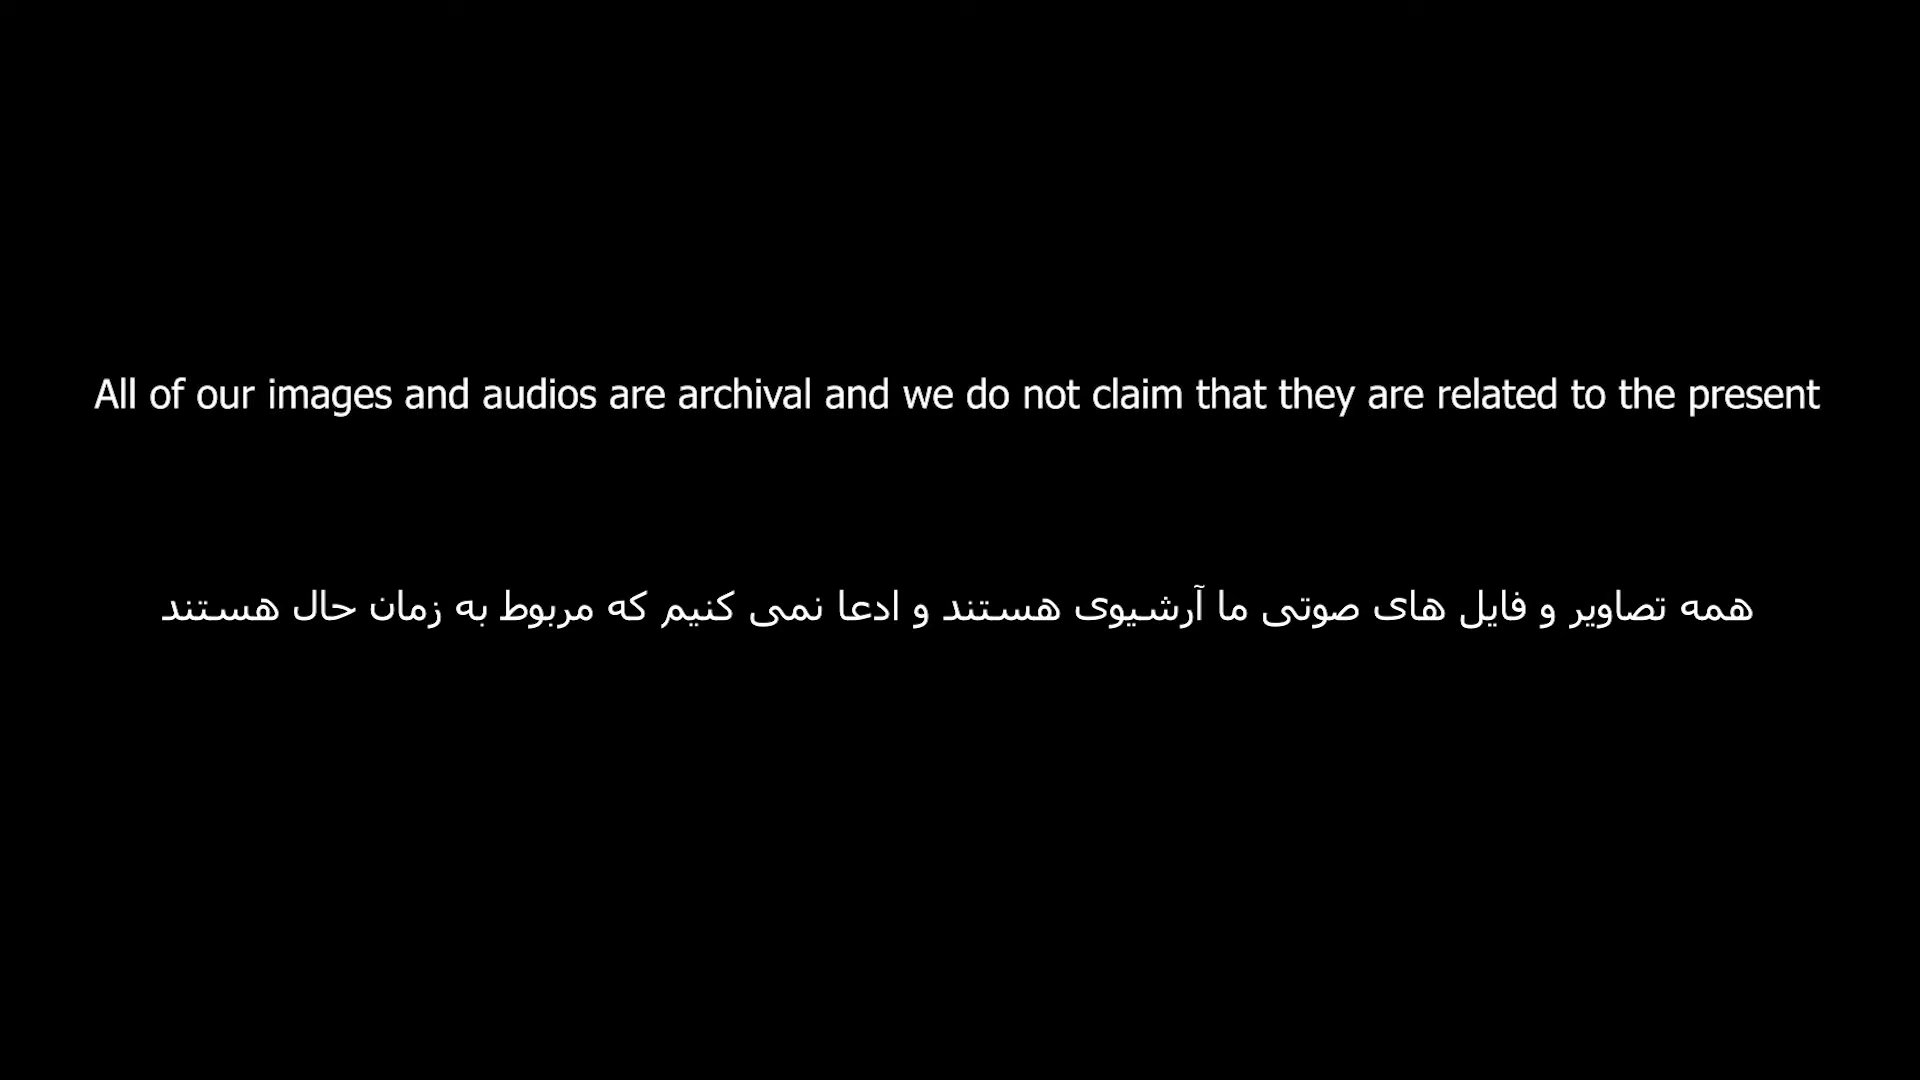 All of our images and audios are archival and we do not claim that they are related to the present
همه تصاویر و فایل های صوتی ما آرشیوی هستند و ادعا نمی کنیم که مربوط به زمان حال هستند